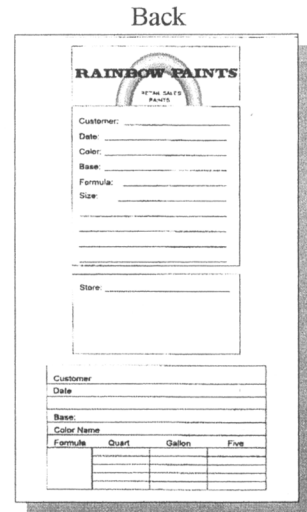 Back
RAINBOW PAINTS
RETAIL SALES
PAINTS
Customer:
Date:
Color:
Base:
Formula:
Size:
Store:
Customer
Date
Base:
Color Name
Formula Quart Gallon Five